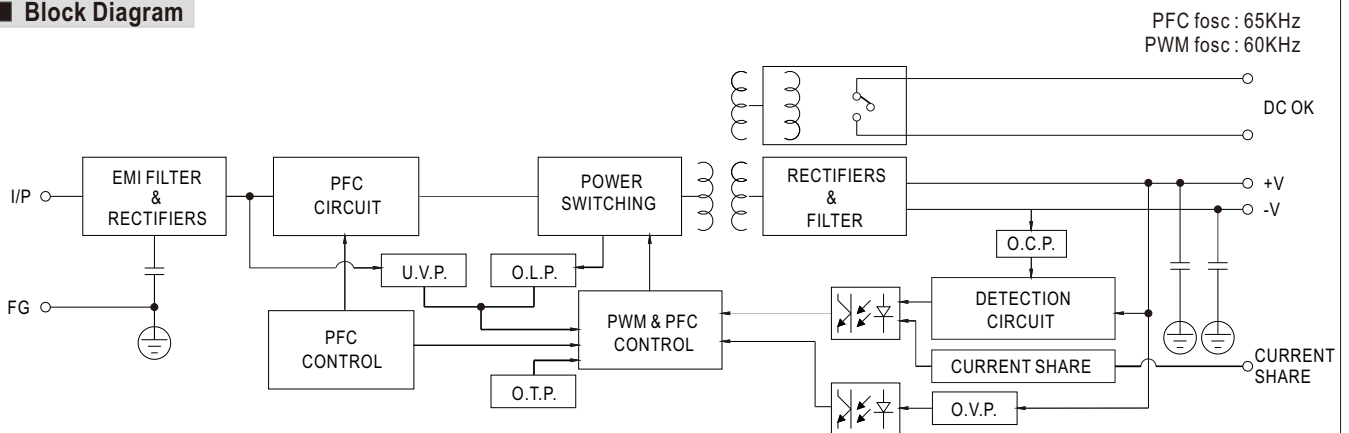 Block Diagram
PFC fosc : 65KHz
PWM fosc : 60KHz
DC OK
I/P
EMI FILTER
&
RECTIFIERS
PFC
CIRCUIT
POWER
SWITCHING
RECTIFIERS
&
FILTER
+V
-V
O.C.P.
U.V.P.
O.L.P.
FG
PFC
CONTROL
PWM & PFC
CONTROL
DETECTION
CIRCUIT
O.T.P.
CURRENT SHARE
CURRENT
SHARE
O.V.P.